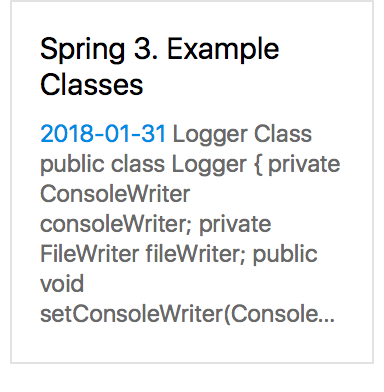 Spring 3. Example
Classes
2018-01-31 Logger Class
public class Logger { private
ConsoleWriter
consoleWriter; private
FileWriter fileWriter; public
void
setConsoleWriter(Console...